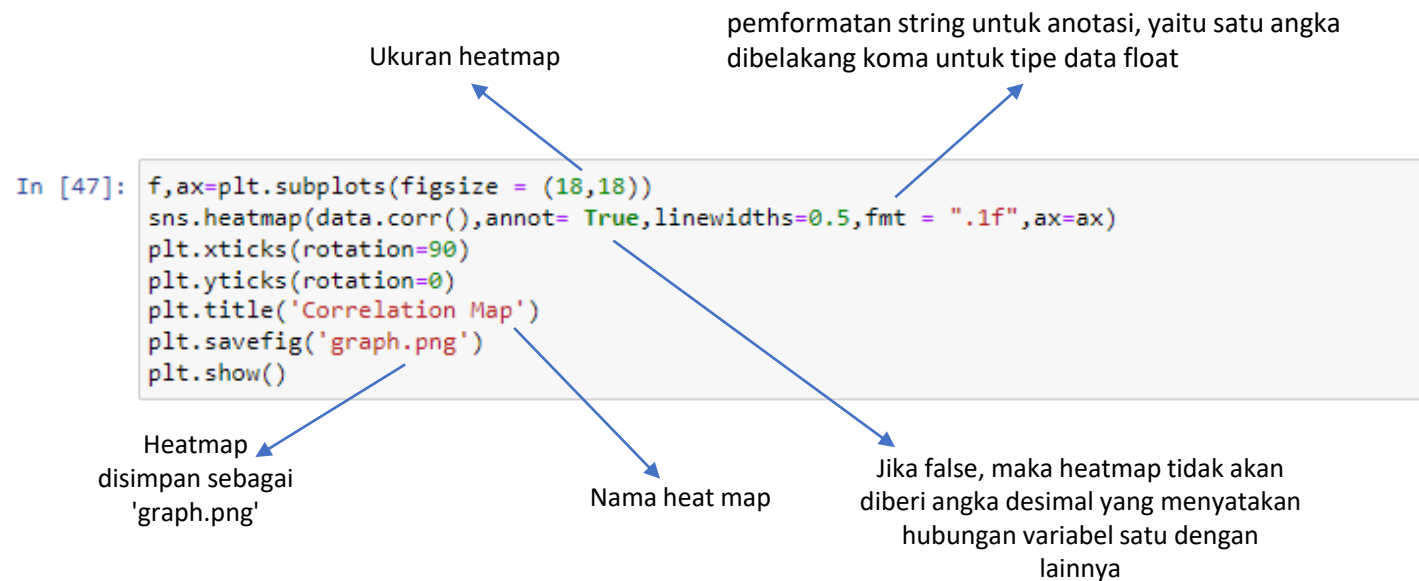 Ukuran heatmap
pemformatan string untuk anotasi, yaitu satu angka
dibelakang koma untuk tipe data float
In [47]: f,ax=plt.subplots(figsize = (18,18))
sns.heatmap(data.corr(),annot= True,linewidths=0.5,fmt = ".1f",ax=ax)
plt.xticks(rotation=90)
plt.yticks(rotation=0)
plt.title('Correlation Map')
plt.savefig('graph.png')
plt.show()
Heatmap
disimpan sebagai
'graph.png'
Nama heat map
Jika false, maka heatmap tidak akan
diberi angka desimal yang menyatakan
hubungan variabel satu dengan
lainnya